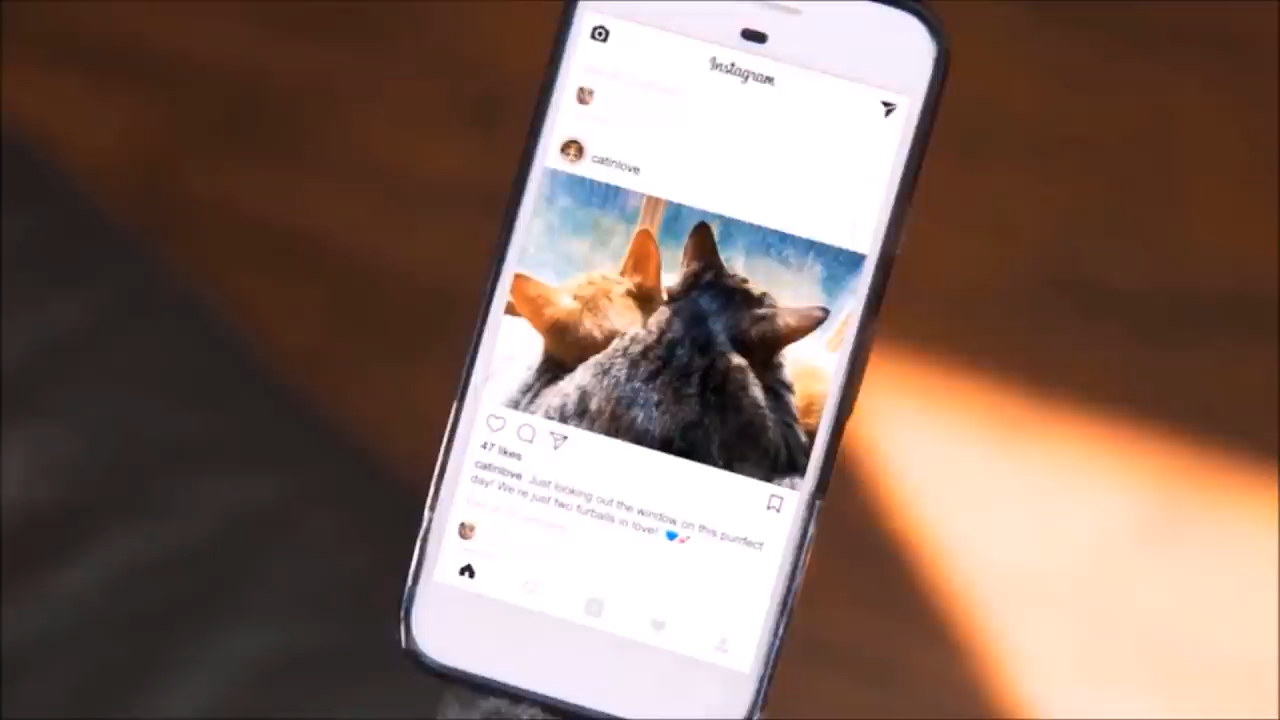 Instagram
catinlove
47 likes
catinlove Just looking out the window on this purrfect
day! We're just two furballs in love!